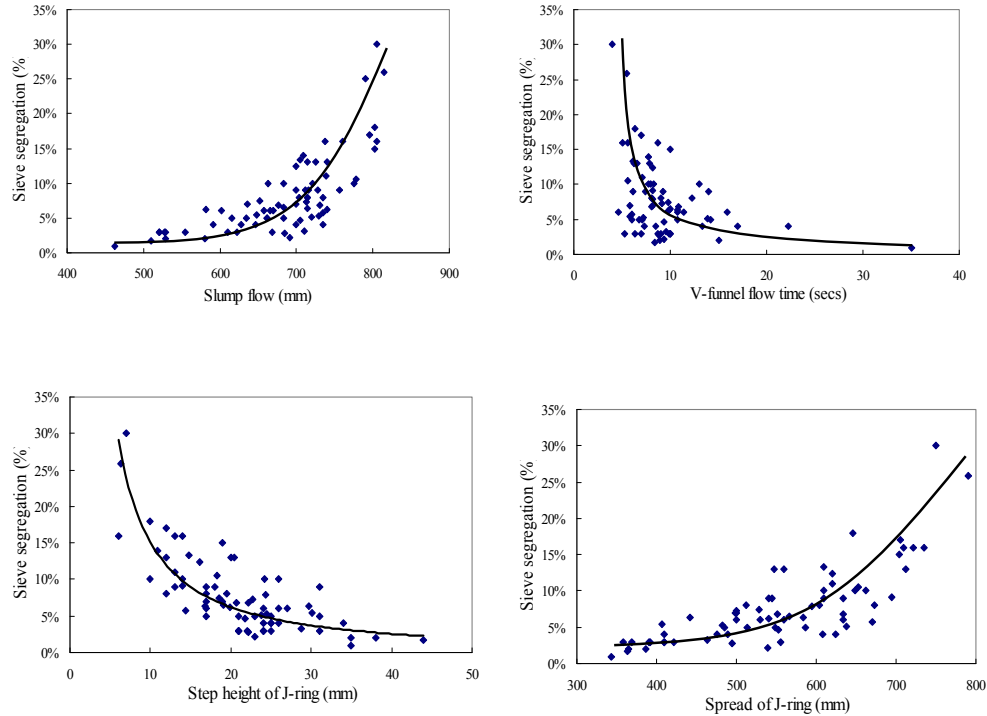 35%
30%
25%
20%
15%
10%
5%
0%
400 500 600 700 800 900
Slump flow (mm)
Sieve segregation (%
35%
30%
25%
20%
15%
10%
5%
0%
0 10 20 30 40
V-funnel flow time (secs)
Sieve segregation (%
35%
30%
25%
20%
15%
10%
5%
0%
0 10 20 30 40 50
Step height of J-ring (mm)
Sieve segregation (%
35%
30%
25%
20%
15%
10%
5%
0%
300 400 500 600 700 800
Spread of J-ring (mm)
Sieve segregation (%